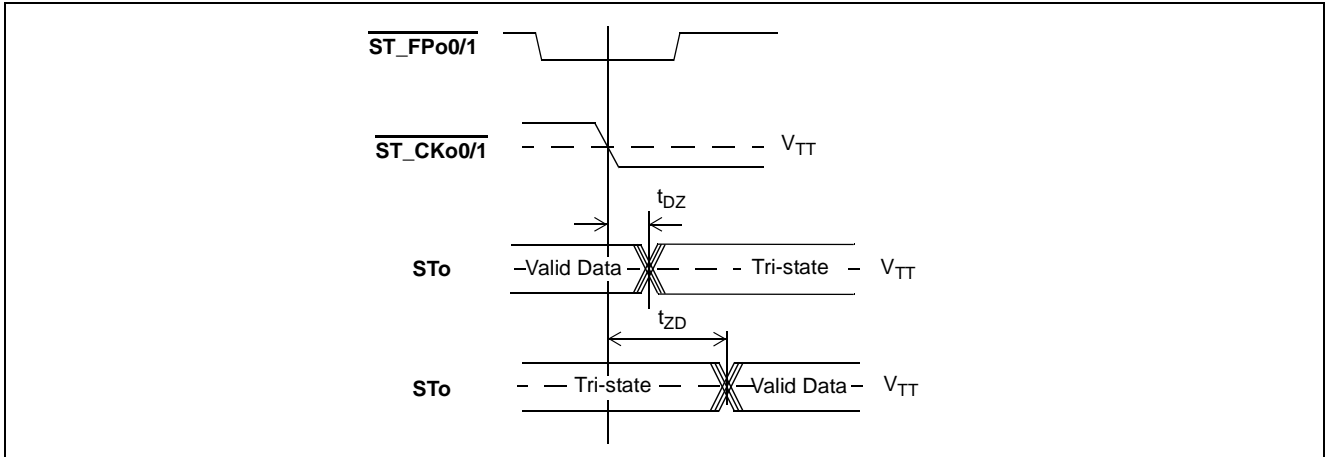 ST_FPo0/1
ST_CKo0/1
VTT
tDZ
STo
Valid Data
Tri-state
VTT
tZD
STo
Tri-state
Valid Data
VTT